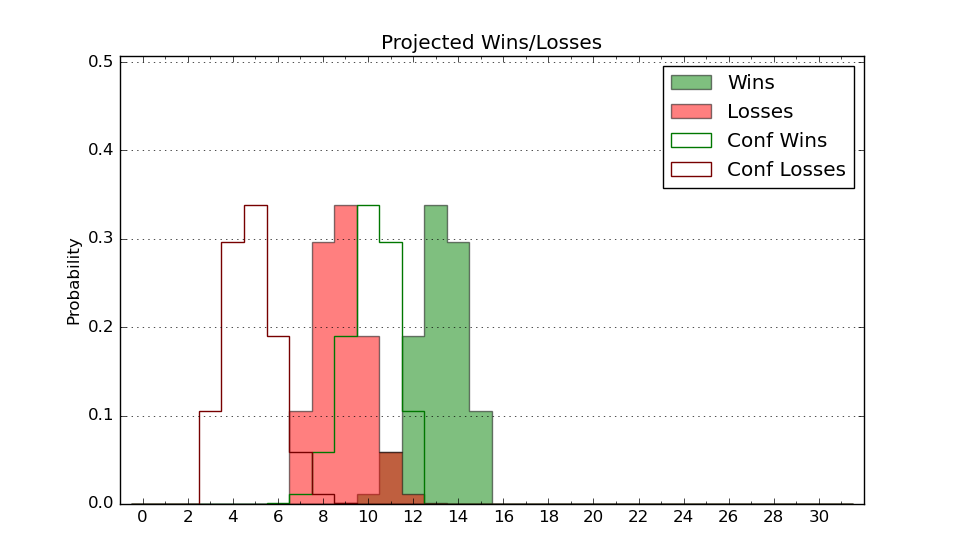 Projected Wins/Losses
0.5
0.4
0.3
0.2
0.1
0.0
Probability
Wins
Losses
Conf Wins
Conf Losses
0 2 4 6 8 10 12 14 16 18 20 22 24 26 28 30